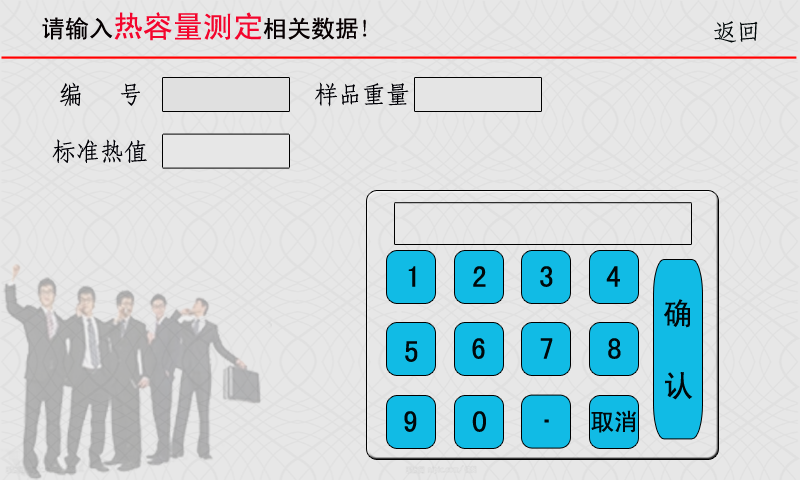 请输入热容量测定相关数据!
返回
编 号
样品重量
标准热值
1 2 3 4
5 6 7 8
9 0 - 取消
确认